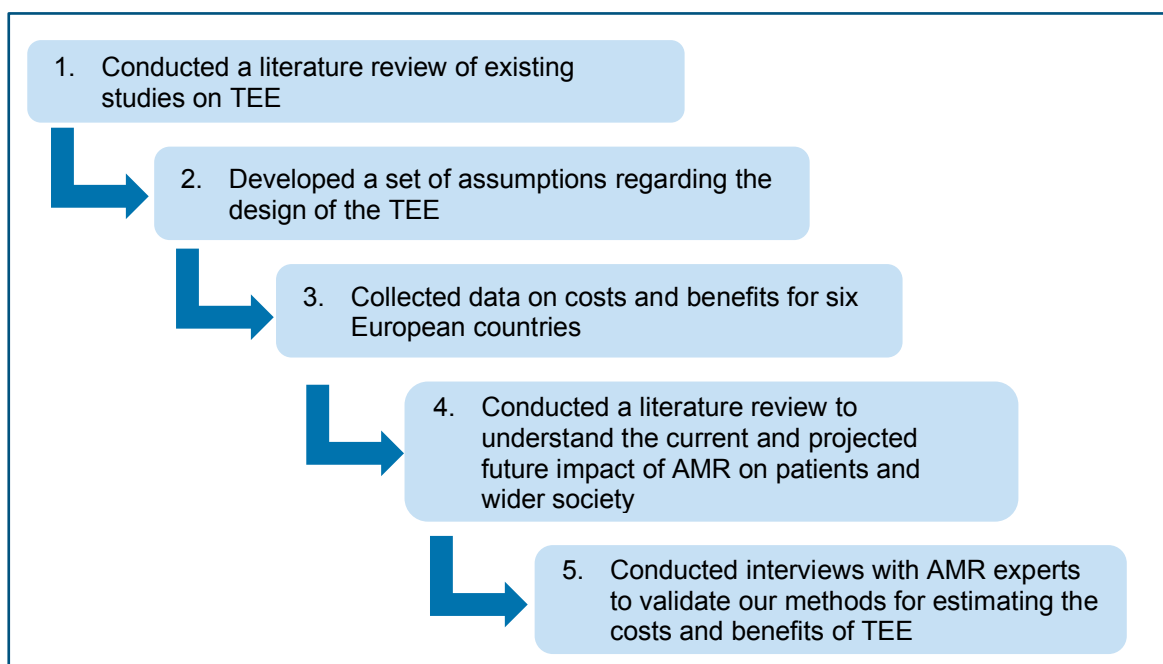 1. Conducted a literature review of existing
studies on TEE
2. Developed a set of assumptions regarding the
design of the TEE
3. Collected data on costs and benefits for six
European countries
4. Conducted a literature review to
understand the current and projected
future impact of AMR on patients and
wider society
5. Conducted interviews with AMR experts
to validate our methods for estimating the
costs and benefits of TEE